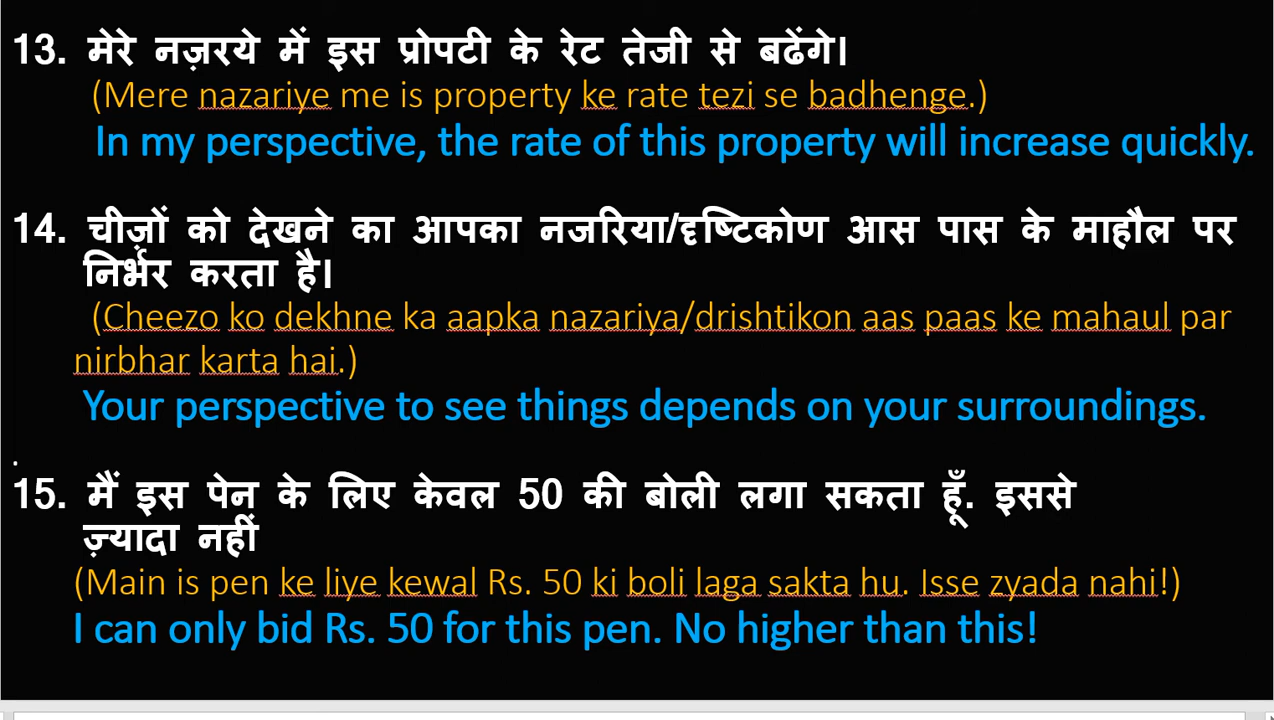 13. मेरे नज़रये में इस प्रोपटी के रेट तेजी से बढेंगे।
(Mere nazariye me is property ke rate tezi se badhenge.)
In my perspective, the rate of this property will increase quickly.
14. चीज़ों को देखने का आपका नजरिया/दृष्टिकोण आस पास के माहौल पर
निर्भर करता है।
(Cheezo ko dekhne ka aapka nazariya/drishtikon aas paas ke mahaul par
nirbhar karta hai.)
Your perspective to see things depends on your surroundings.
15. मैं इस पेन के लिए केवल 50 की बोली लगा सकता हूँ. इससे
ज़्यादा नहीं
(Main is pen ke liye kewal Rs. 50 ki boli laga sakta hu. Isse zyada nahi!)
I can only bid Rs. 50 for this pen. No higher than this!